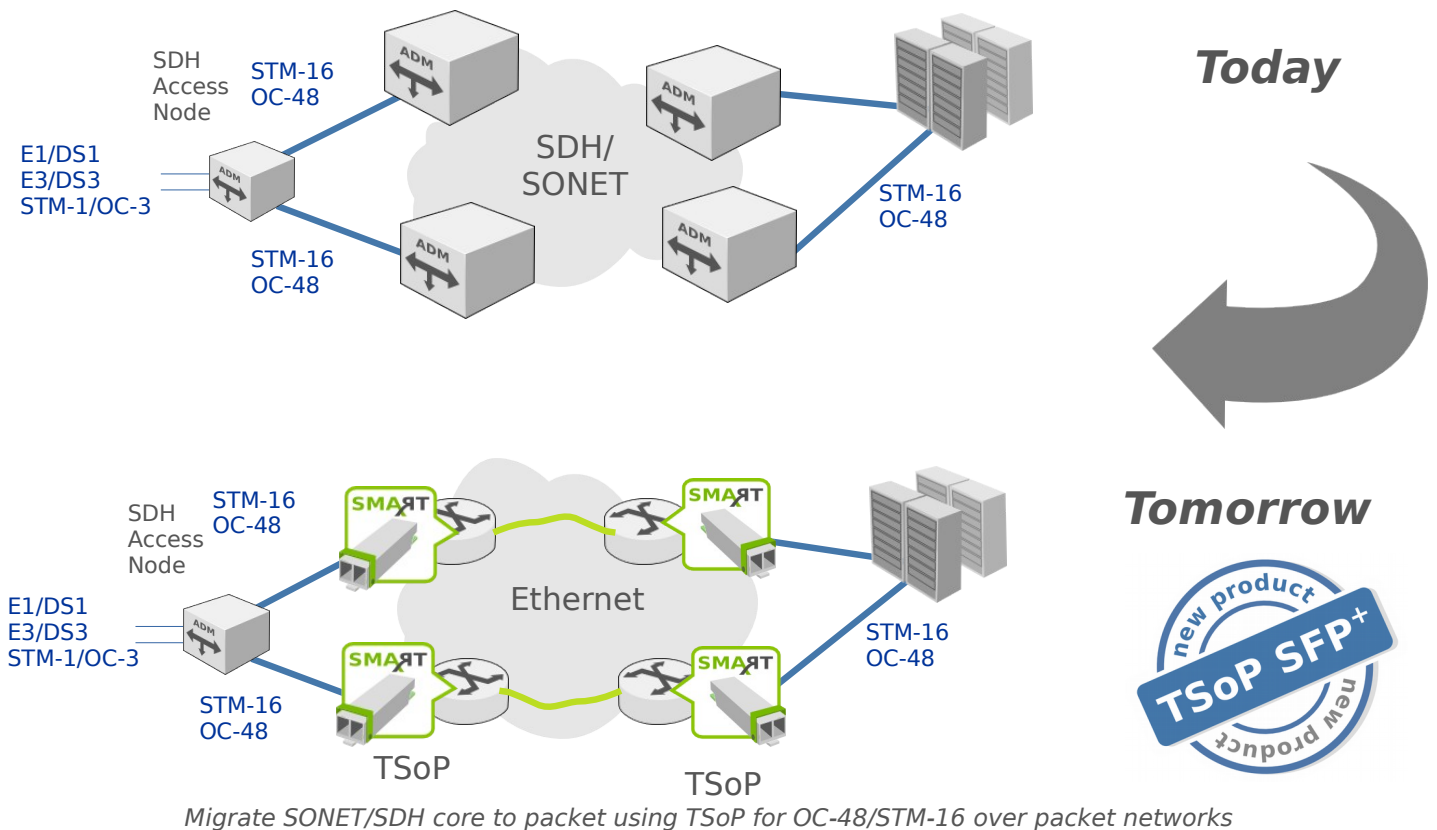 Today
SDH
Access
Node
STM-16
OC-48
ADM
ADM
SDH/
SONET
E1/DS1
E3/DS3
STM-1/OC-3
ADM
STM-16
OC-48
STM-16
OC-48
ADM
ADM
Tomorrow
SDH
Access
Node
STM-16
OC-48
SMART
SMART
Ethernet
E1/DS1
E3/DS3
STM-1/OC-3
ADM
STM-16
OC-48
STM-16
OC-48
SMART
SMART
TSoP
TSoP
new product
TSoP SFP+
new product
Migrate SONET/SDH core to packet using TSoP for OC-48/STM-16 over packet networks